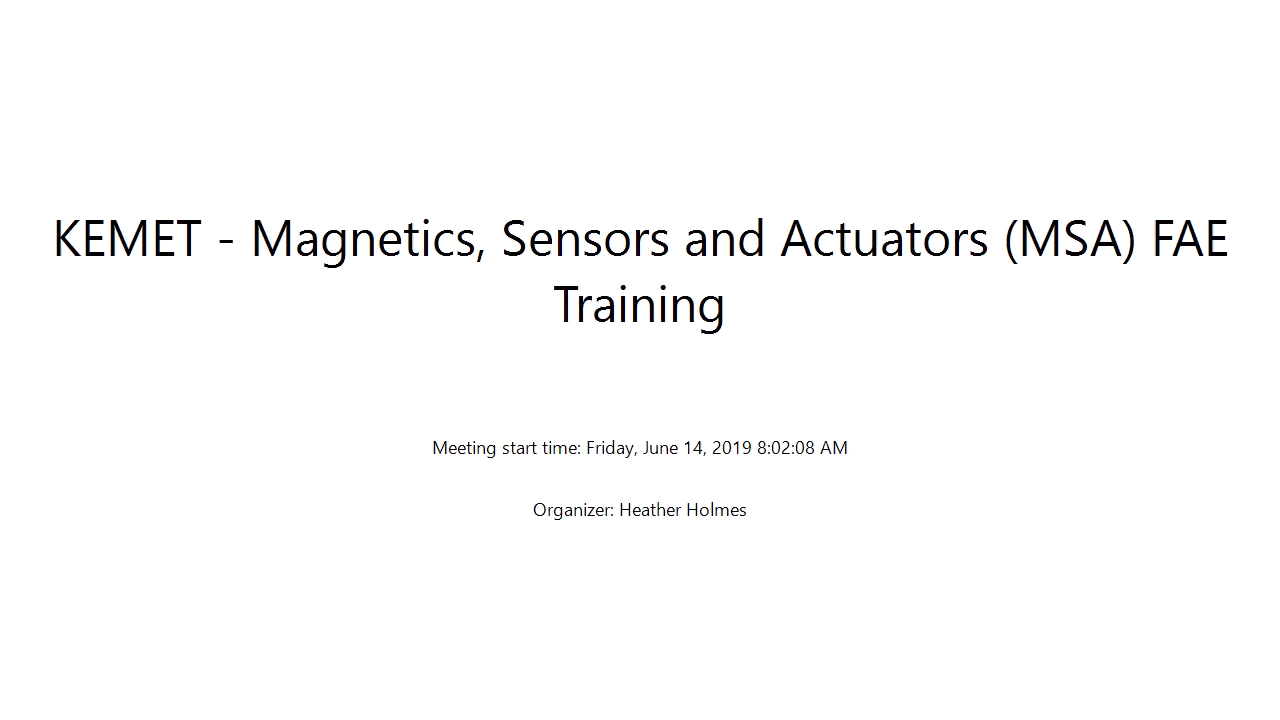 KEMET - Magnetics, Sensors and Actuators (MSA) FAE
Training
Meeting start time: Friday, June 14, 2019 8:02:08 AM
Organizer: Heather Holmes